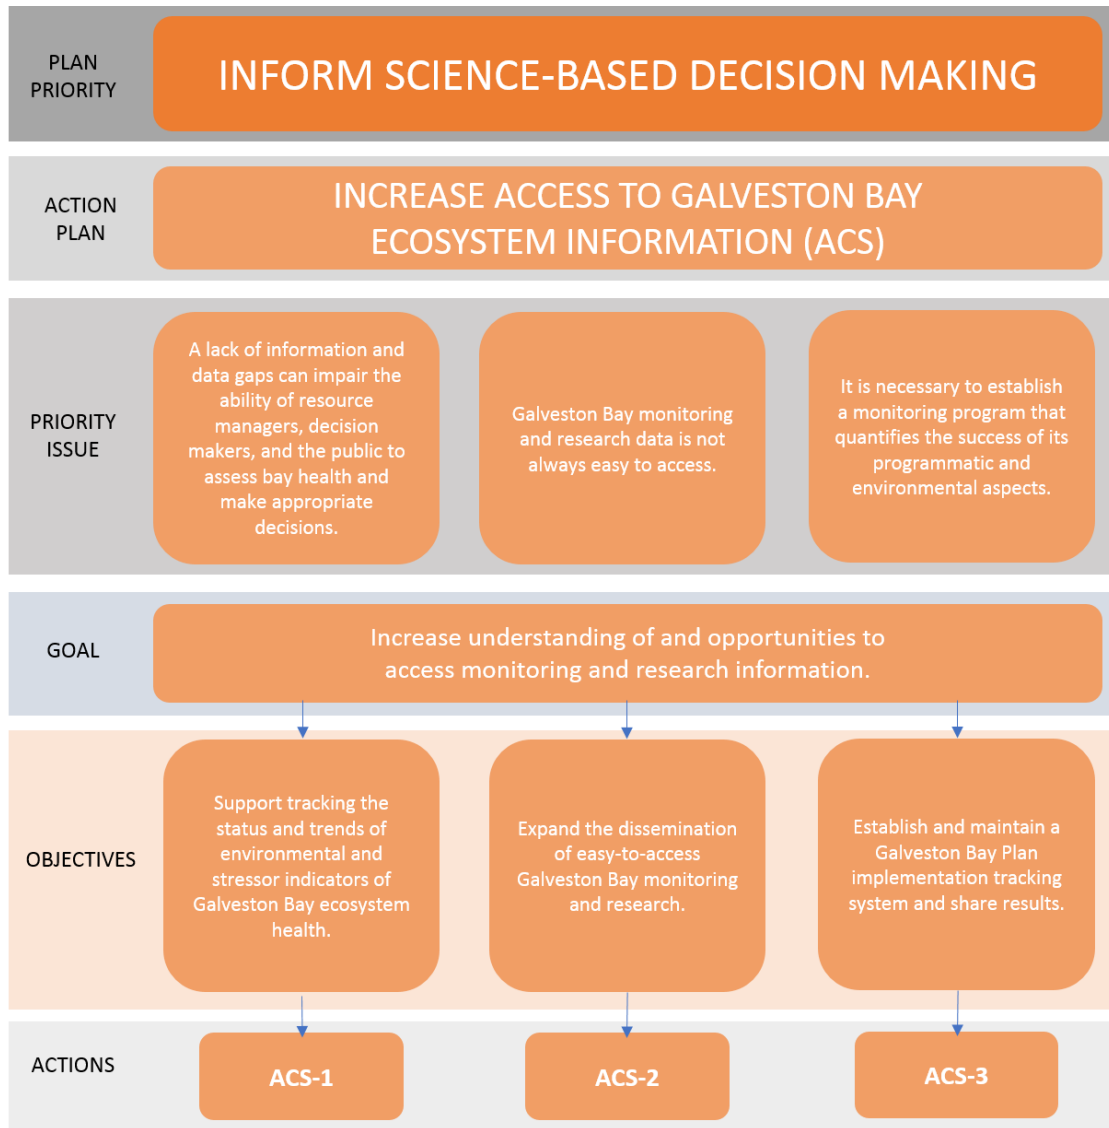 PLAN
PRIORITY
INFORM SCIENCE-BASED DECISION MAKING
ACTION
PLAN
INCREASE ACCESS TO GALVESTON BAY
ECOSYSTEM INFORMATION (ACS)
PRIORITY
ISSUE
A lack of information and
data gaps can impair the
ability of resource
managers, decision
makers, and the public to
assess bay health and
make appropriate
decisions.
Galveston Bay monitoring
and research data is not
always easy to access.
It is necessary to establish
a monitoring program that
quantifies the success of its
programmatic and
environmental aspects.
GOAL
Increase understanding of and opportunities to
access monitoring and research information.
OBJECTIVES
Support tracking the
status and trends of
environmental and
stressor indicators of
Galveston Bay ecosystem
health.
Expand the dissemination
of easy-to-access
Galveston Bay monitoring
and research.
Establish and maintain a
Galveston Bay Plan
implementation tracking
system and share results.
ACTIONS
ACS-1
ACS-2
ACS-3